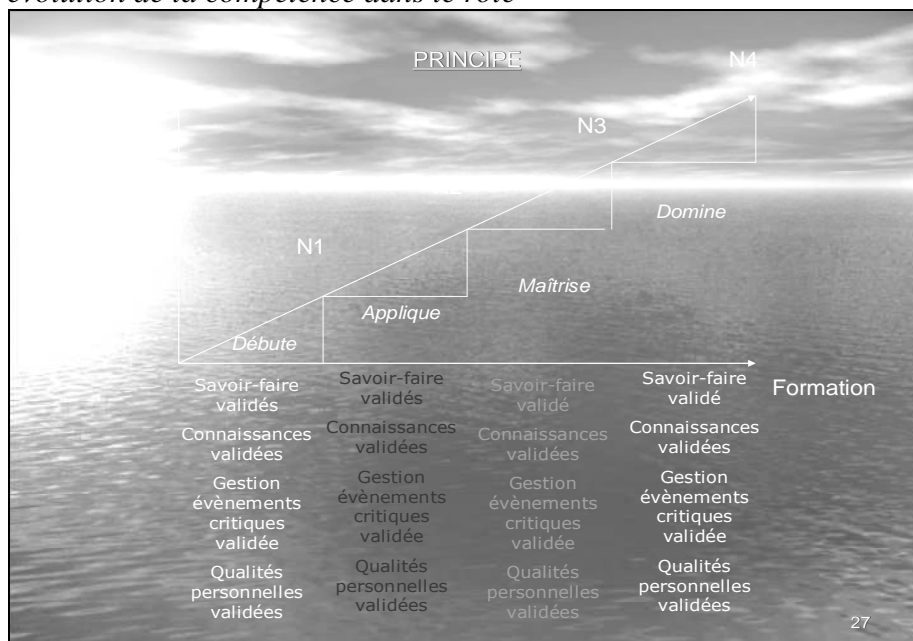 évolution de la compétence dans le rôle
PRINCIPE
N4
N3
N1
Domine
Maîtrise
Applique
Débute
Formation
Savoir-faire
validés
Connaissances
validées
Gestion
évènements
critiques
validée
Qualités
personnelles
validées
Savoir-faire
validés
Connaissances
validées
Gestion
évènements
critiques
validée
Qualités
personnelles
validées
Savoir-faire
validé
Connaissances
validées
Gestion
évènements
critiques
validée
Qualités
personnelles
validées
Savoir-faire
validé
Connaissances
validées
Gestion
évènements
critiques
validée
Qualités
personnelles
validées
27